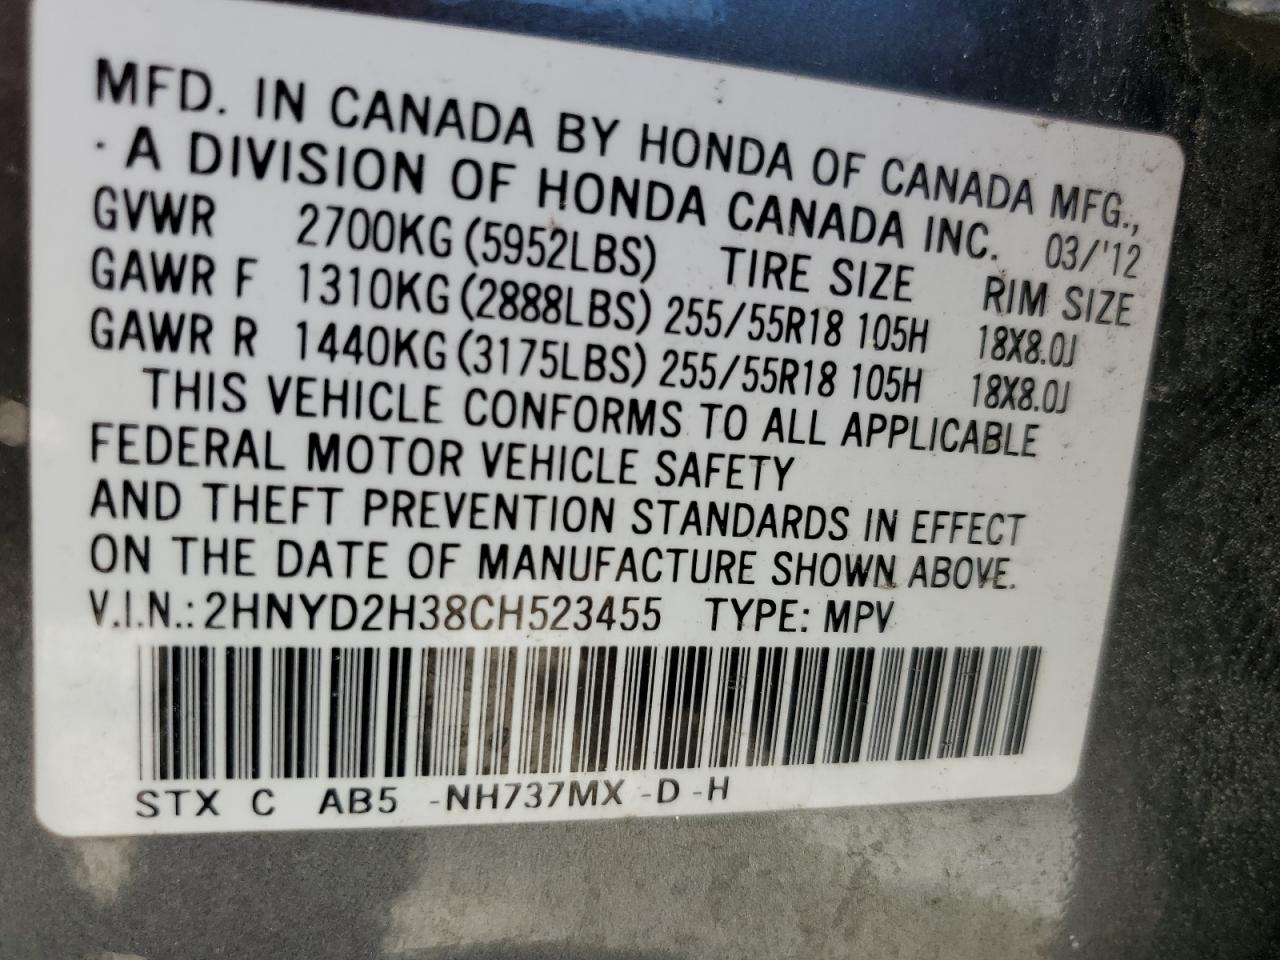 MFD. IN CANADA BY HONDA OF CANADA MFG.,
· A DIVISION OF HONDA CANADA INC. 03/'12
GVWR 2700KG (5952LBS) TIRE SIZE RIM SIZE
GAWR F 1310KG (2888LBS) 255/55R18 105H 18X8.0J
GAWR R 1440KG (3175LBS) 255/55R18 105H 18X8.0J
THIS VEHICLE CONFORMS TO ALL APPLICABLE
FEDERAL MOTOR VEHICLE SAFETY
AND THEFT PREVENTION STANDARDS IN EFFECT
ON THE DATE OF MANUFACTURE SHOWN ABOVE.
V.I.N.: 2HNYD2H38CH523455 TYPE: MPV
STX C AB5 -NH737MX -D -H